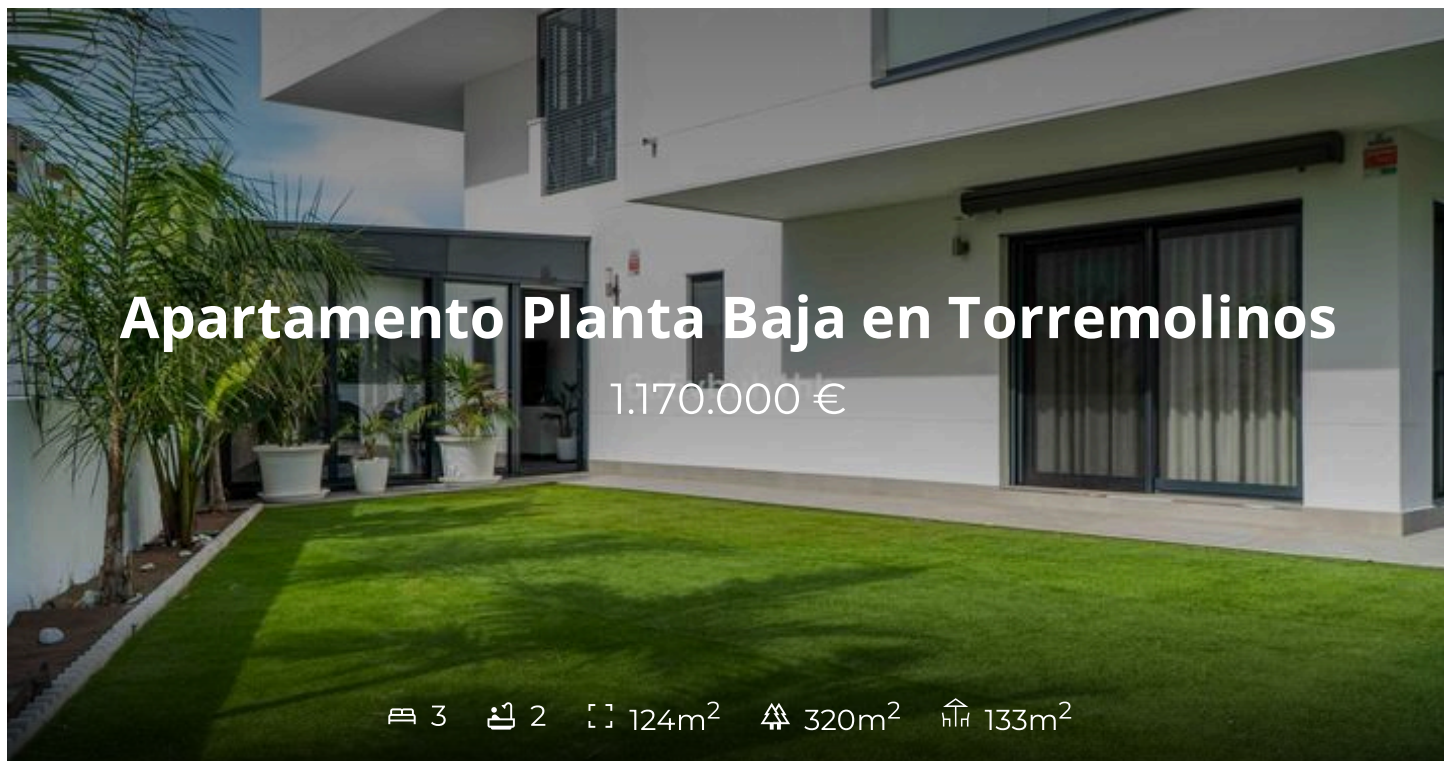 Apartamento Planta Baja en Torremolinos
1.170.000 €
3 2 124m² 320m² 133m²